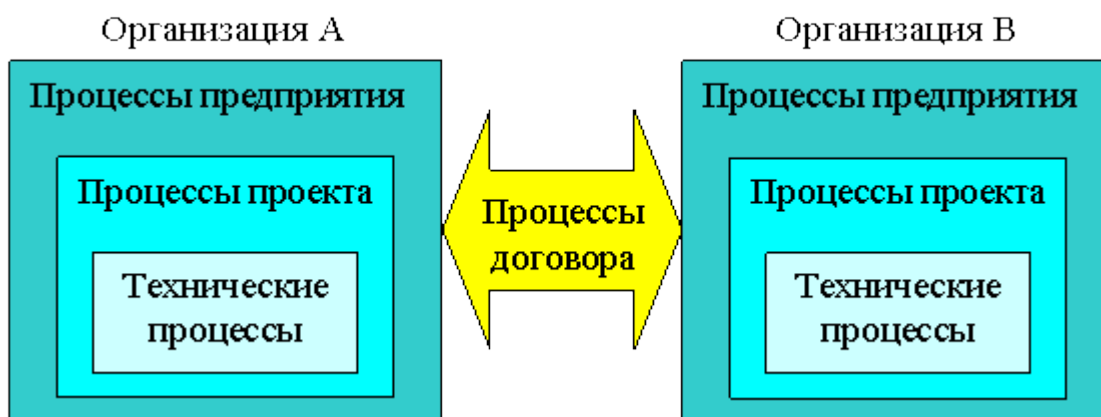 Организация A
Организация B
Процессы предприятия
Процессы проекта
Технические
процессы
Процессы
договора
Процессы предприятия
Процессы проекта
Технические
процессы